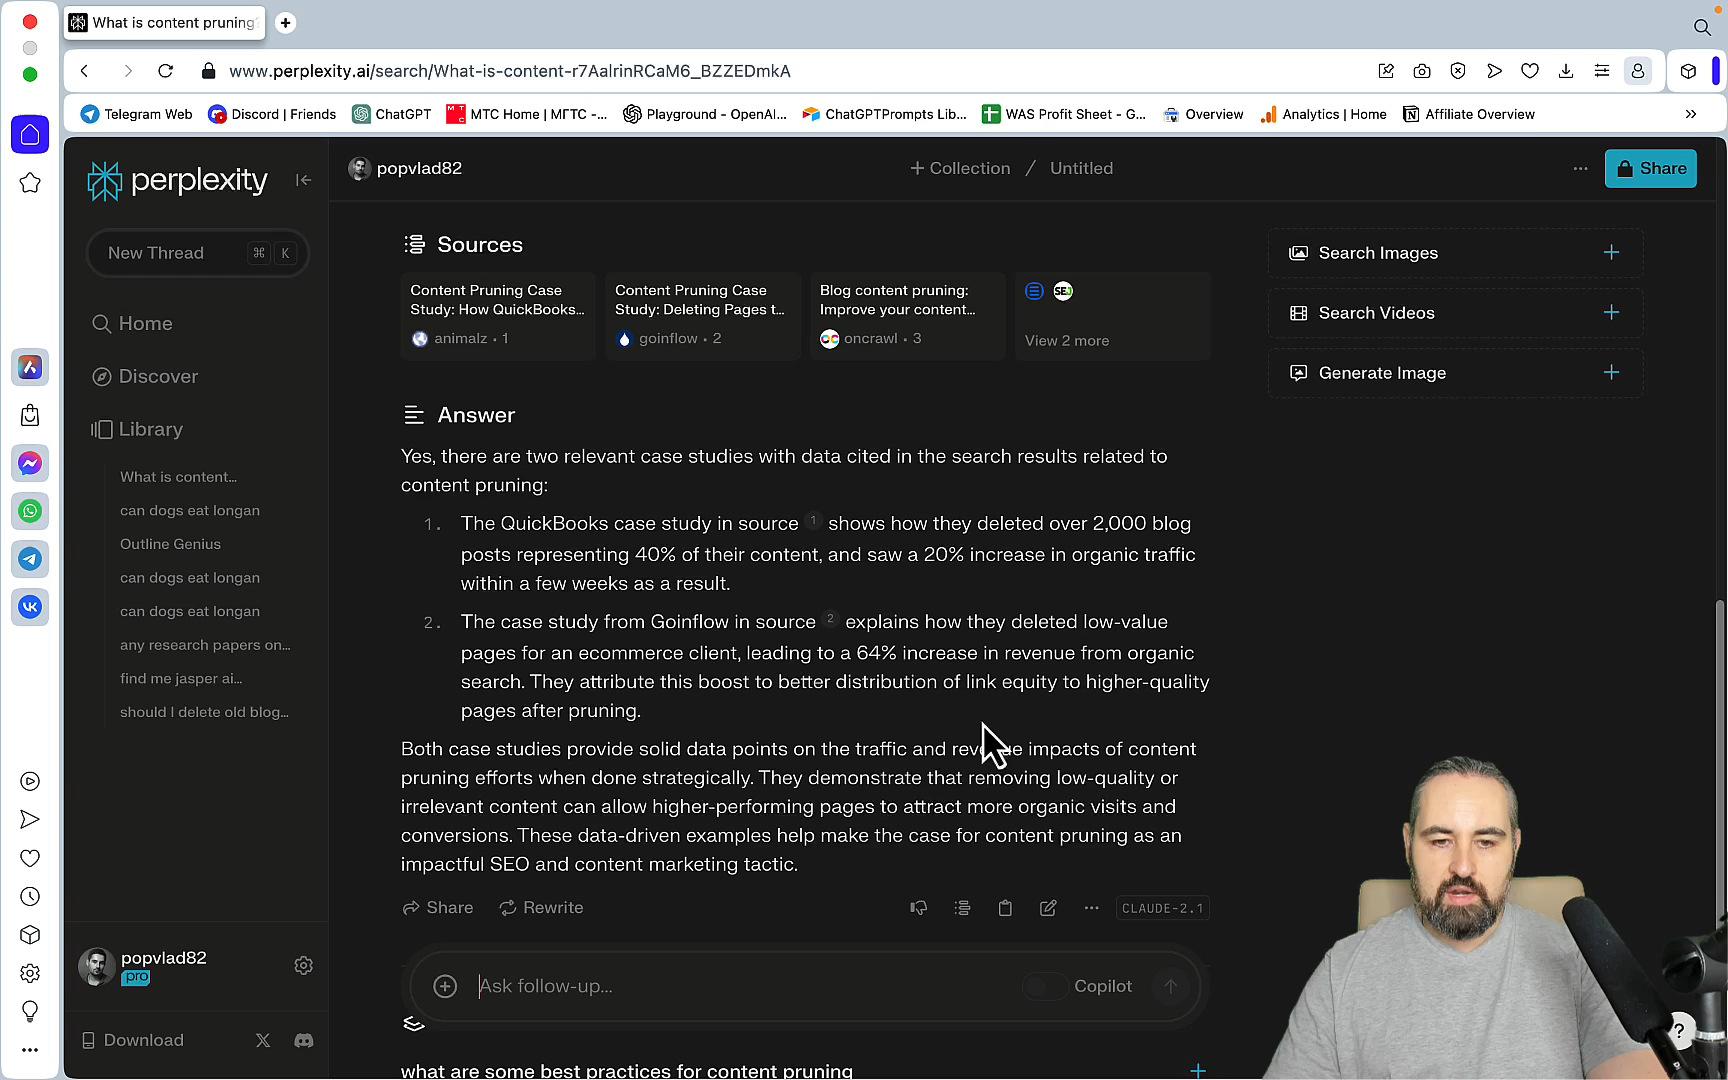 What is content pruning
www.perplexity.ai/search/What-is-content-r7AalrinRCaM6_BZZEDmkA
Telegram Web
Discord | Friends
ChatGPT
МТС Home | МГТС -...
Playground - OpenAI...
ChatGPTPrompts Lib...
WAS Profit Sheet - G...
Overview
Analytics | Home
Affiliate Overview
perplexity
popvlad82
+ Collection / Untitled
Share
New Thread ⌘ K
Home
Discover
Library
What is content...
can dogs eat longan
Outline Genius
can dogs eat longan
can dogs eat longan
any research papers on...
find me jasper ai...
should I delete old blog...
popvlad82
pro
Download
Sources
Content Pruning Case
Study: How QuickBooks...
animalz • 1
Content Pruning Case
Study: Deleting Pages t...
goinflow • 2
Blog content pruning:
Improve your content...
oncrawl • 3
View 2 more
Answer
Yes, there are two relevant case studies with data cited in the search results related to
content pruning:
1. The QuickBooks case study in source 1 shows how they deleted over 2,000 blog
posts representing 40% of their content, and saw a 20% increase in organic traffic
within a few weeks as a result.
2. The case study from Goinflow in source 2 explains how they deleted low-value
pages for an ecommerce client, leading to a 64% increase in revenue from organic
search. They attribute this boost to better distribution of link equity to higher-quality
pages after pruning.
Both case studies provide solid data points on the traffic and revenue impacts of content
pruning efforts when done strategically. They demonstrate that removing low-quality or
irrelevant content can allow higher-performing pages to attract more organic visits and
conversions. These data-driven examples help make the case for content pruning as an
impactful SEO and content marketing tactic.
Share
Rewrite
CLAUDE-2.1
Ask follow-up...
Copilot
what are some best practices for content pruning
Search Images
Search Videos
Generate Image
?